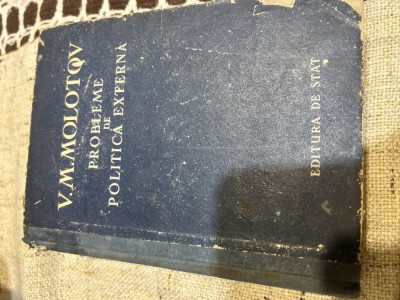 V. M. MOLOTOV
PROBLEME
DE
POLITICĂ EXTERNĂ
EDITURA DE STAT